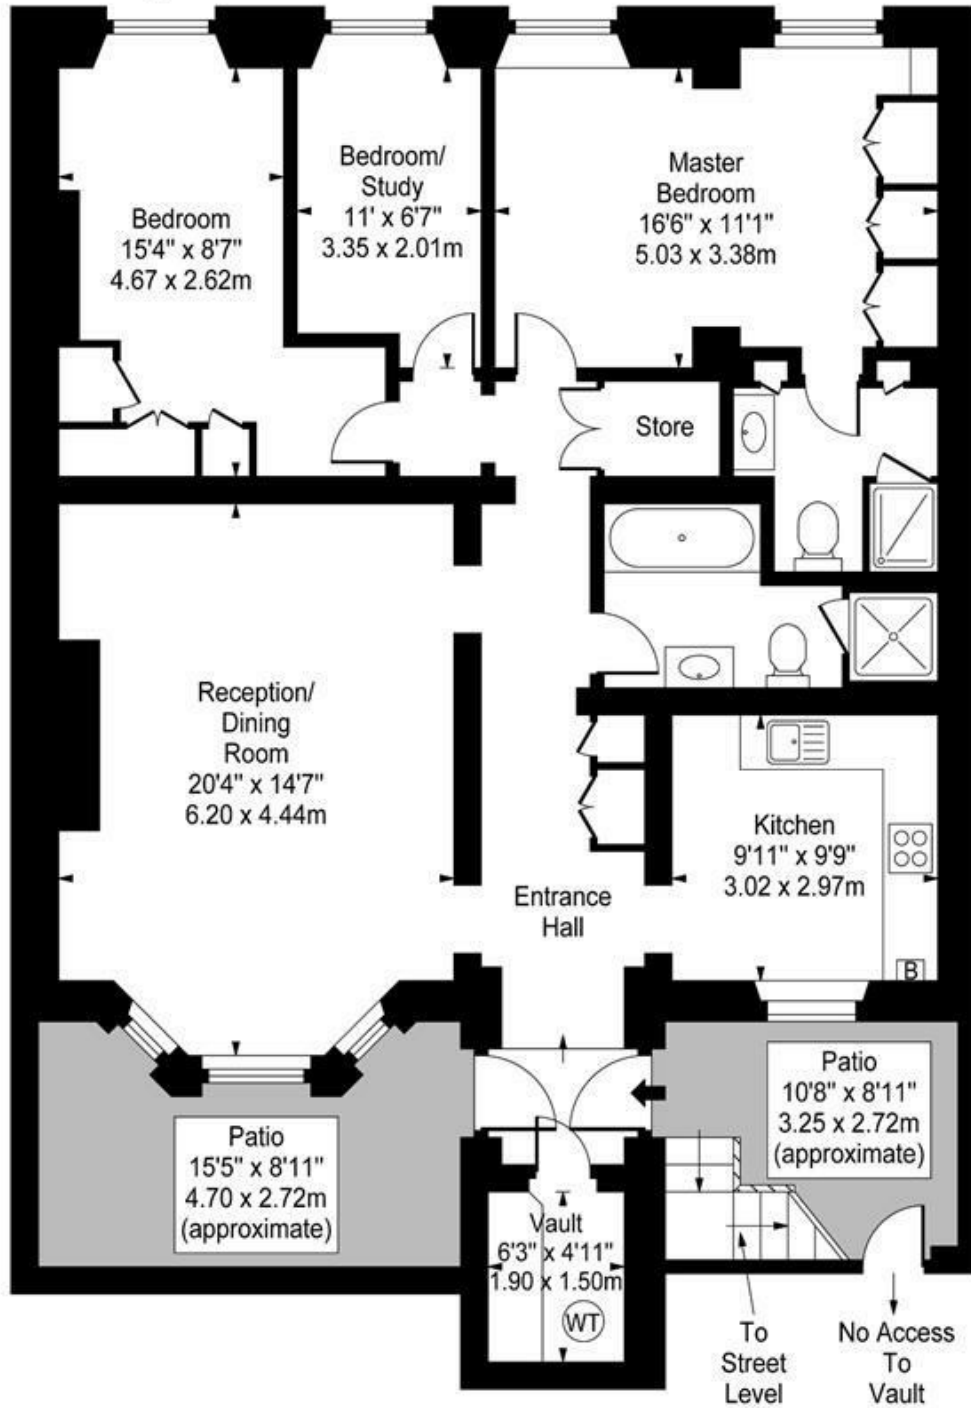 Bedroom
15'4" x 8'7"
4.67 x 2.62m
Bedroom/
Study
11' x 6'7"
3.35 x 2.01m
Master
Bedroom
16'6" x 11'1"
5.03 x 3.38m
Store
Reception/
Dining
Room
20'4" x 14'7"
6.20 x 4.44m
Entrance
Hall
Kitchen
9'11" x 9'9"
3.02 x 2.97m
B
Patio
15'5" x 8'11"
4.70 x 2.72m
(approximate)
Vault
6'3" x 4'11"
1.90 x 1.50m
WT
Patio
10'8" x 8'11"
3.25 x 2.72m
(approximate)
To
Street
Level
No Access
To
Vault